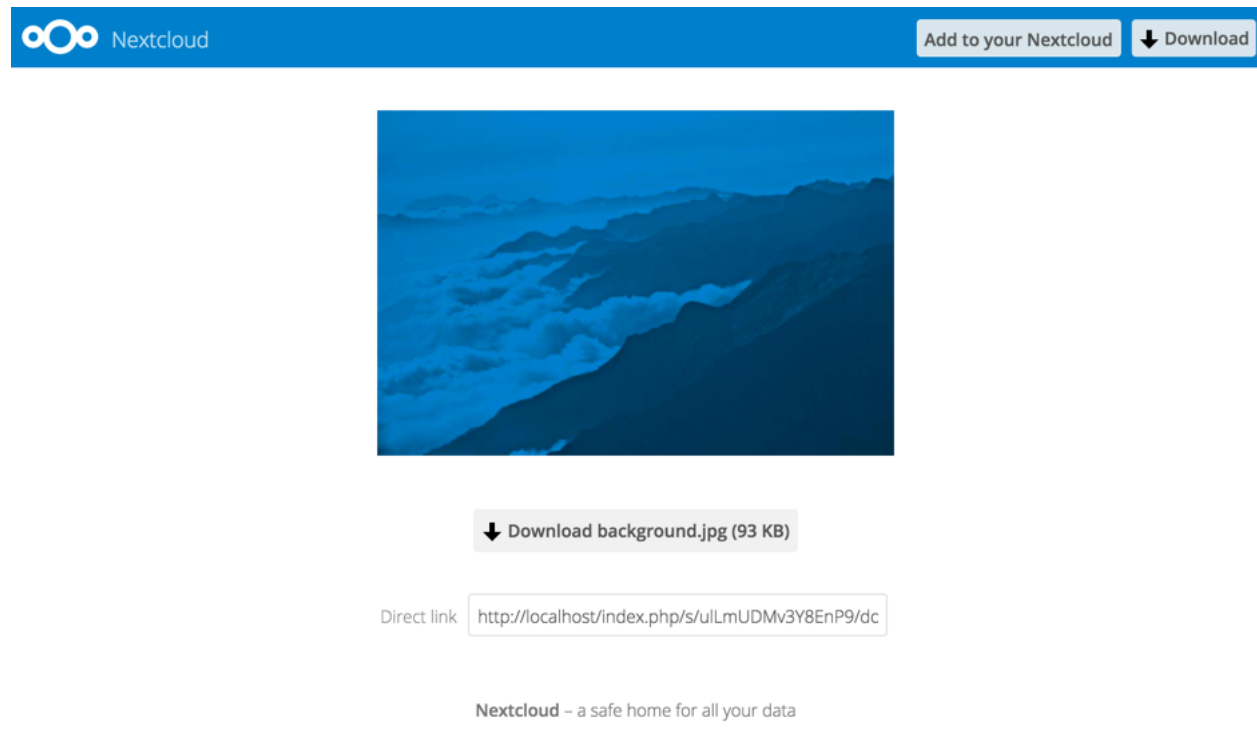 Nextcloud
Add to your Nextcloud
Download
Download background.jpg (93 KB)
Direct link http://localhost/index.php/s/ulLmUDMv3Y8EnP9/dc
Nextcloud – a safe home for all your data